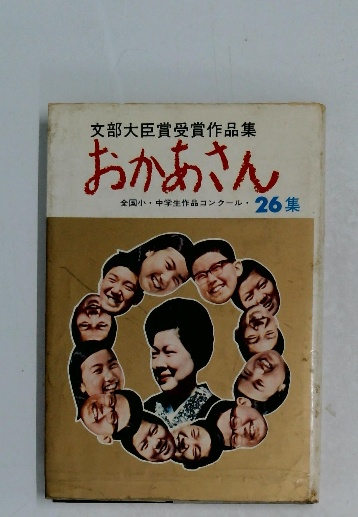 文部大臣賞受賞作品集
おかあさん
全国小・中学生作品コンクール・26集